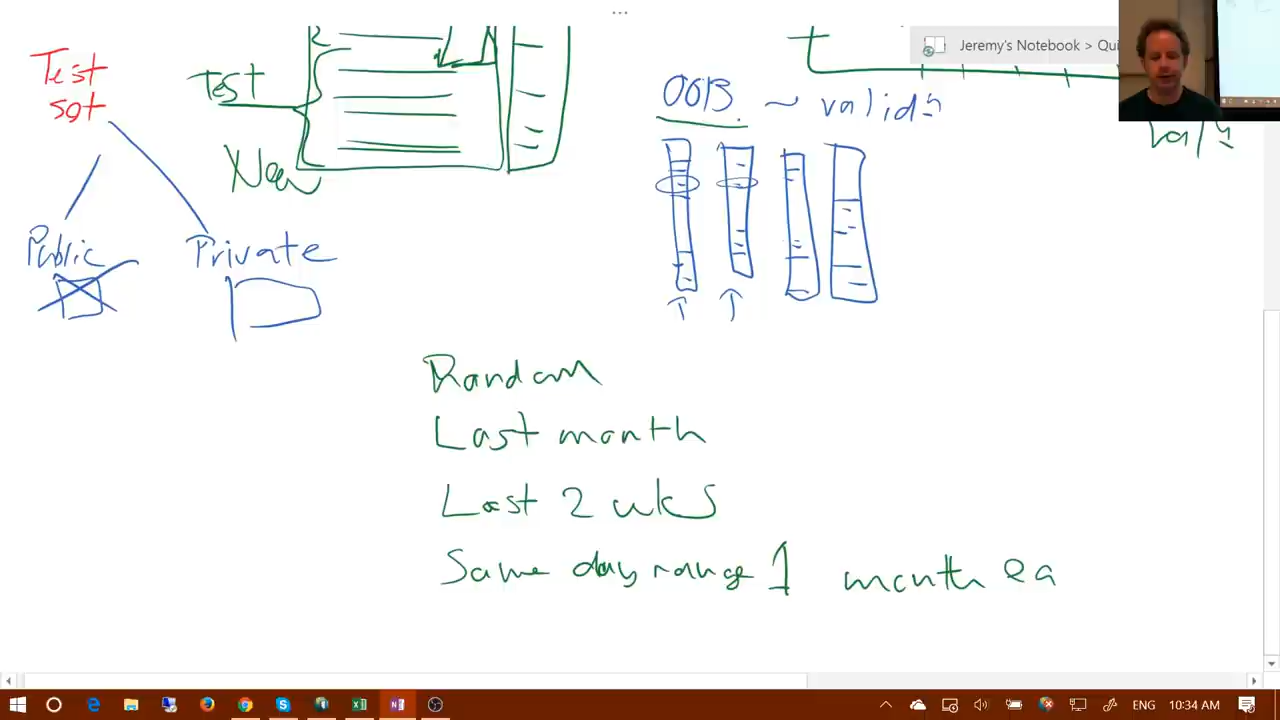 Jeremy's Notebook > Qui
Test
set
Test
New
OOB ~ valid'n
val'n
Public
Private
Random
Last month
Last 2 wks
Same day range 1 month ea
ENG 10:34 AM